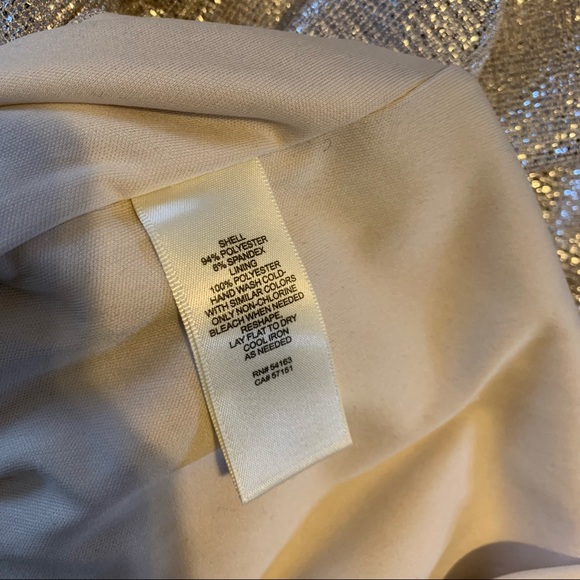 SHELL
94% POLYESTER
6% SPANDEX
LINING
100% POLYESTER
HAND WASH COLD-
WITH SIMILAR COLORS
ONLY NON-CHLORINE
BLEACH WHEN NEEDED
RESHAPE,
LAY FLAT TO DRY
COOL IRON
AS NEEDED
RN# 54163
CA# 57151